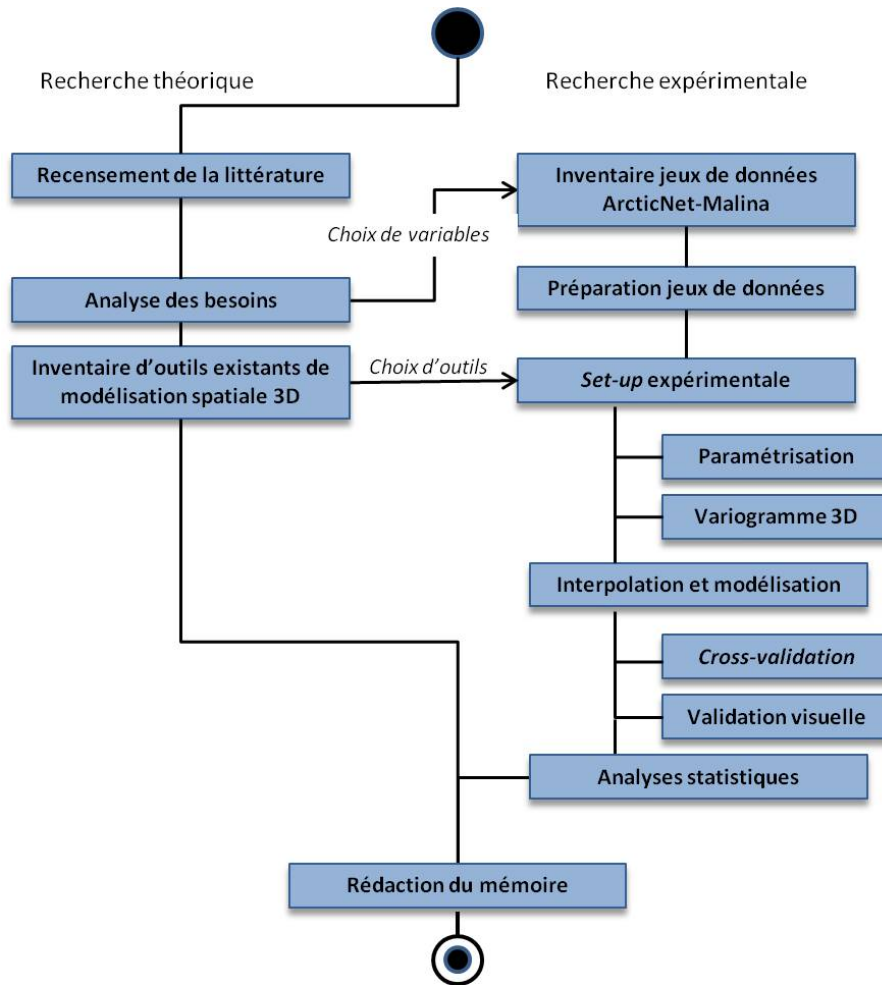 Recherche théorique
Recherche expérimentale
Recensement de la littérature
Inventaire jeux de données
ArcticNet-Malina
Choix de variables
Analyse des besoins
Préparation jeux de données
Inventaire d'outils existants de
modélisation spatiale 3D
Choix d'outils
Set-up expérimentale
Paramétrisation
Variogramme 3D
Interpolation et modélisation
Cross-validation
Validation visuelle
Analyses statistiques
Rédaction du mémoire